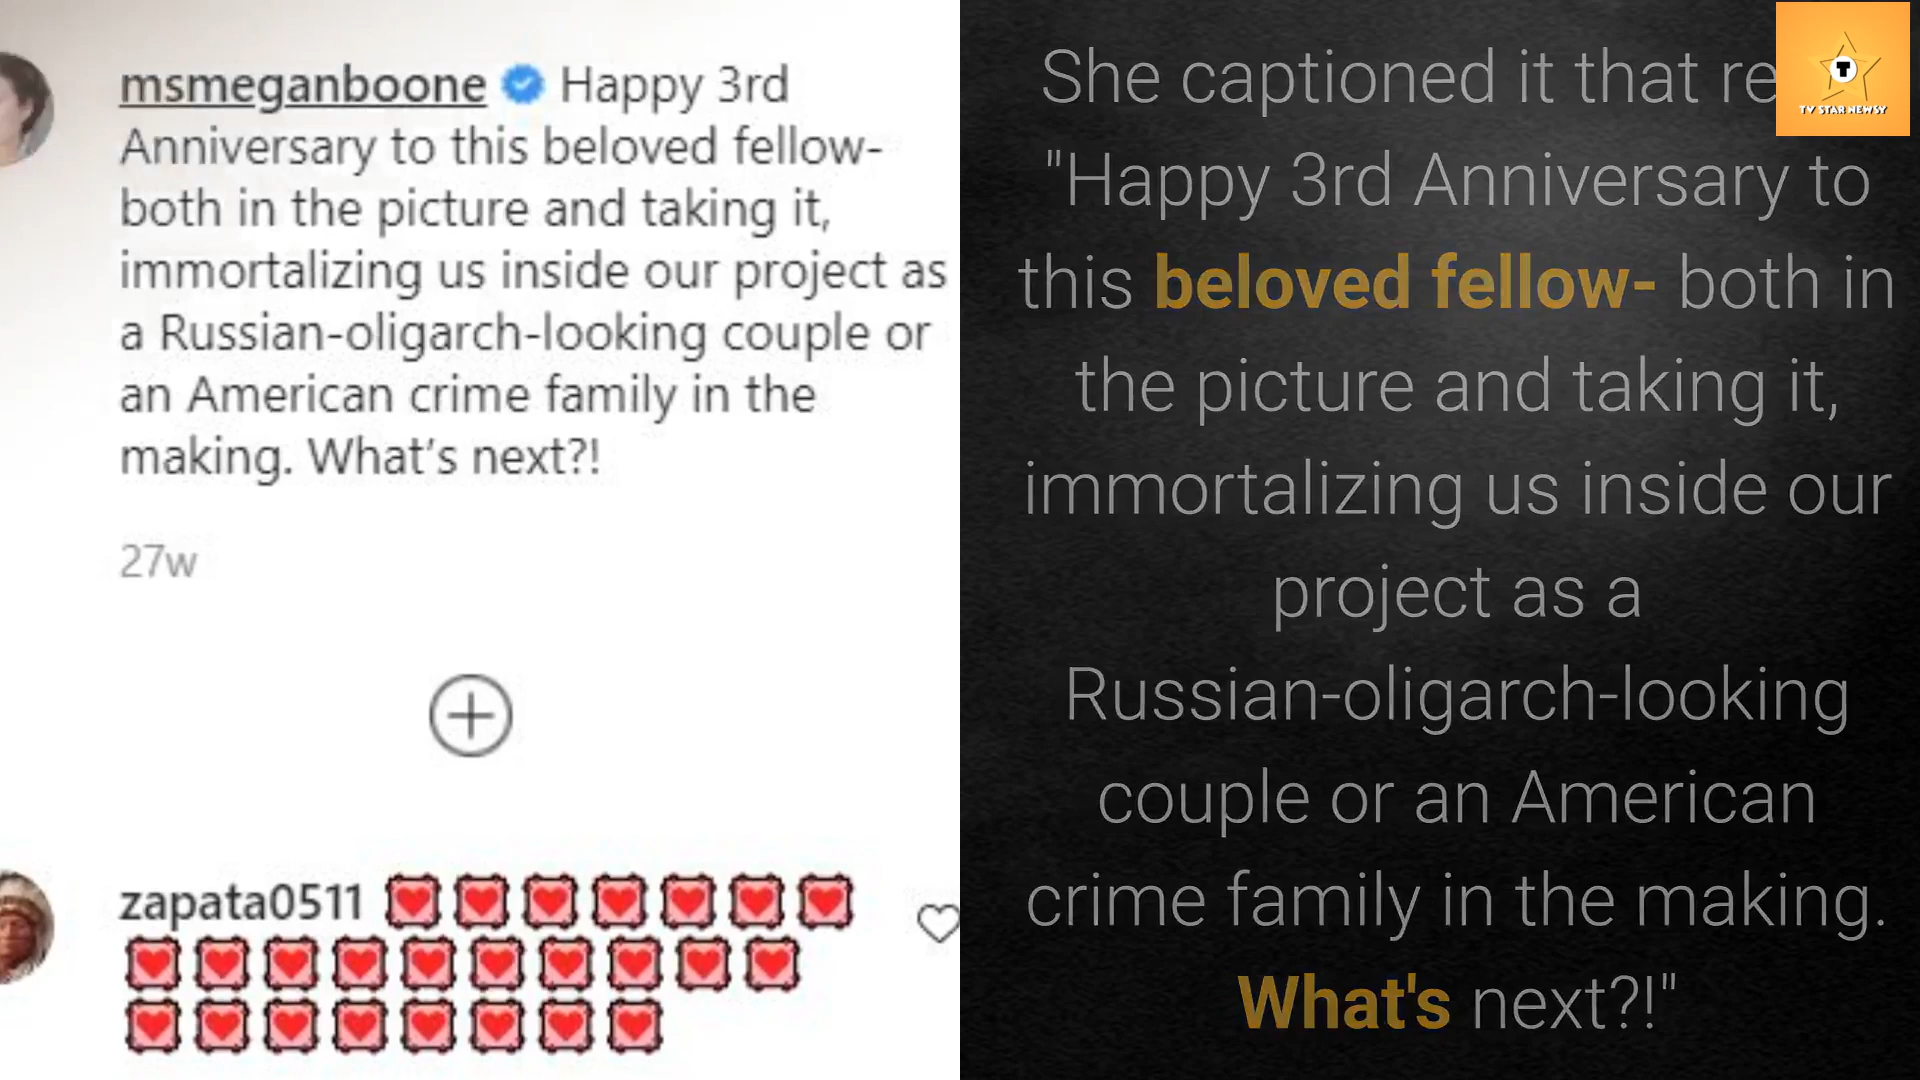 msmeganboone Happy 3rd
Anniversary to this beloved fellow-
both in the picture and taking it,
immortalizing us inside our project as
a Russian-oligarch-looking couple or
an American crime family in the
making. What’s next?!
27w
zapata0511
She captioned it that re
"Happy 3rd Anniversary to
this beloved fellow- both in
the picture and taking it,
immortalizing us inside our
project as a
Russian-oligarch-looking
couple or an American
crime family in the making.
What's next?!"
T
TV STAR NEWSY